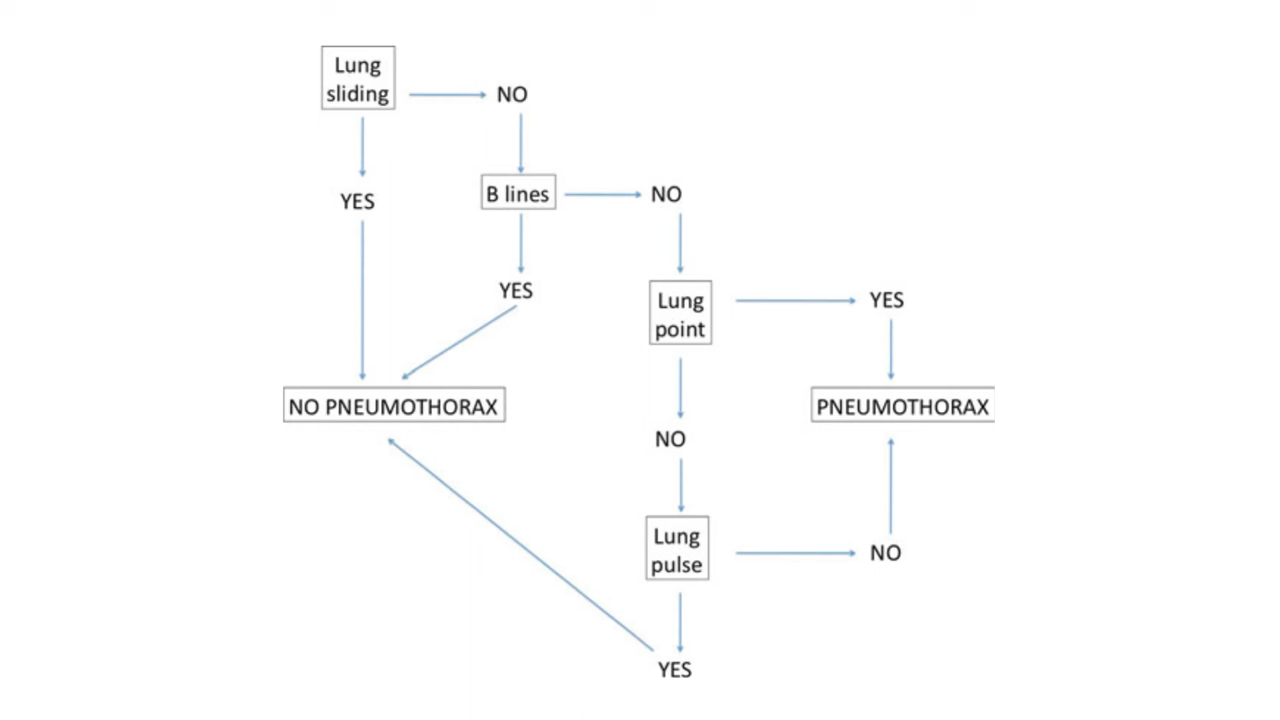 Lung
sliding
NO
YES
B lines
NO
YES
Lung
point
YES
NO PNEUMOTHORAX
PNEUMOTHORAX
NO
Lung
pulse
NO
YES